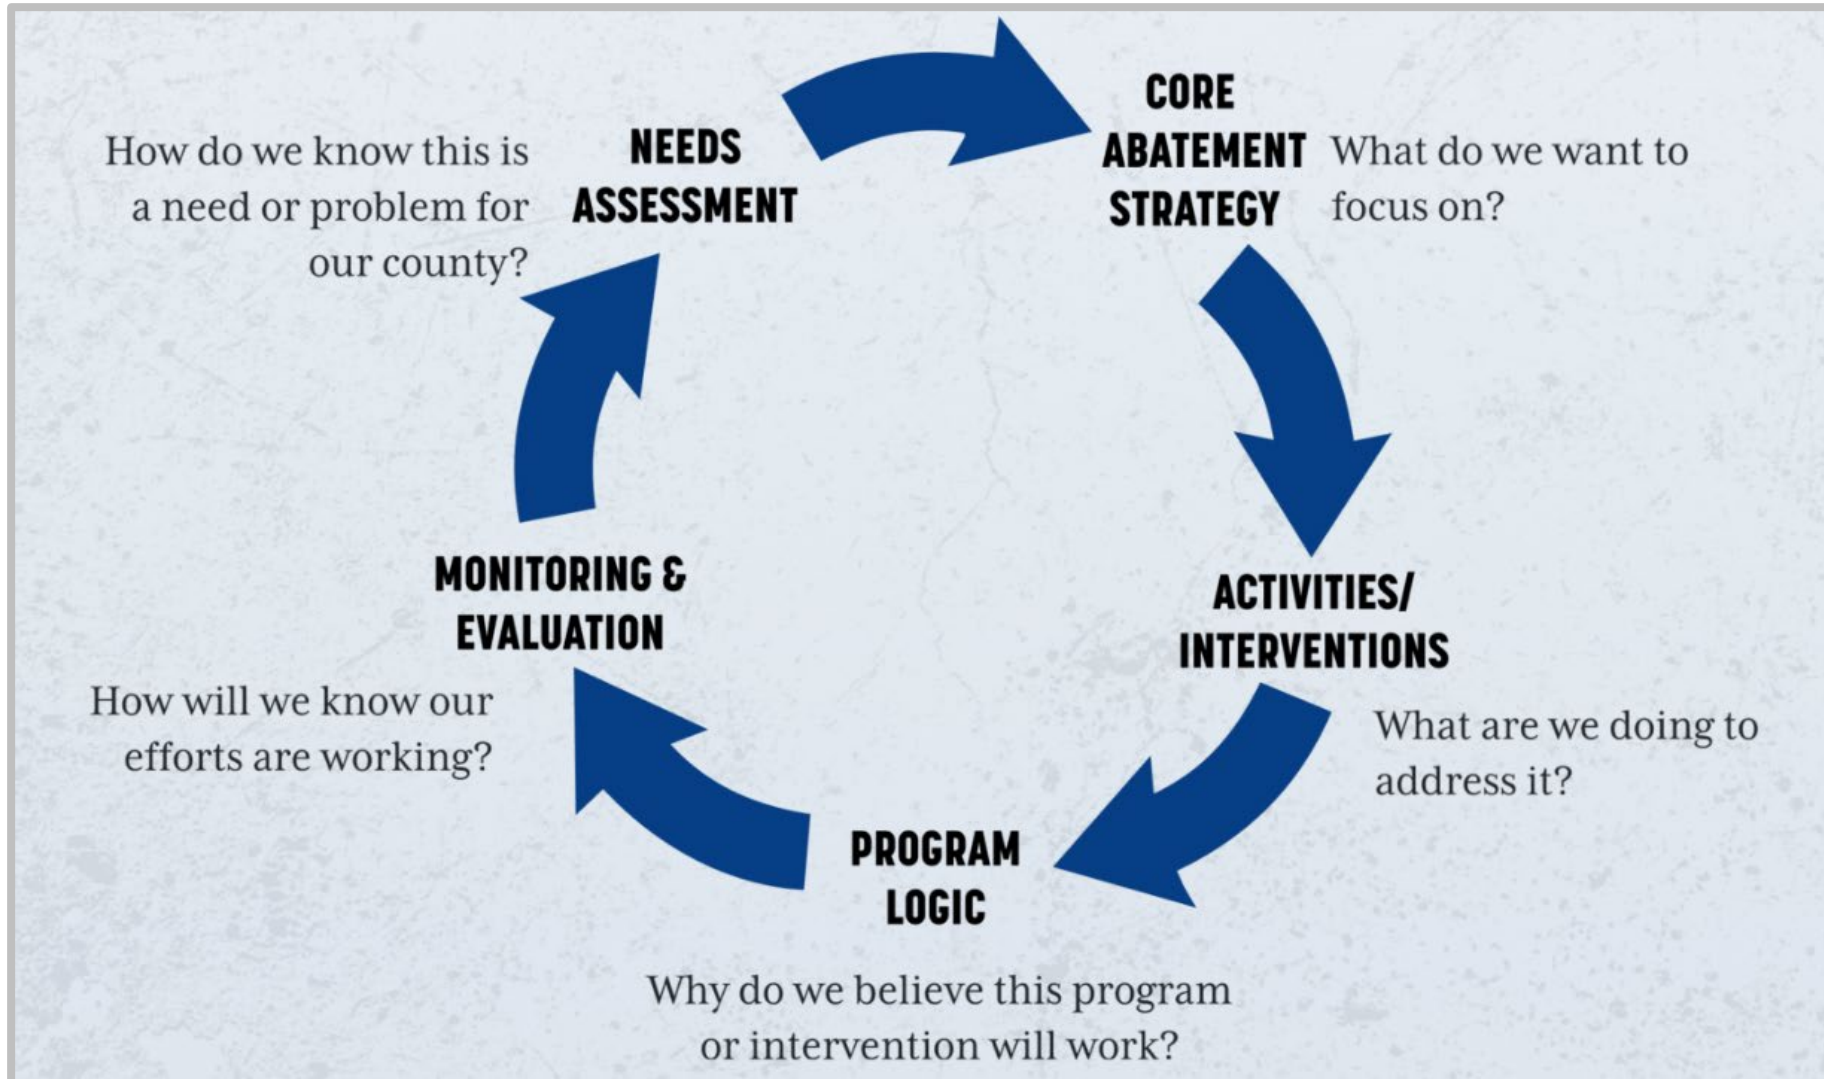 How do we know this is
a need or problem for
our county?
NEEDS
ASSESSMENT
CORE
ABATEMENT
STRATEGY
What do we want to
focus on?
ACTIVITIES/
INTERVENTIONS
What are we doing to
address it?
PROGRAM
LOGIC
Why do we believe this program
or intervention will work?
MONITORING &
EVALUATION
How will we know our
efforts are working?